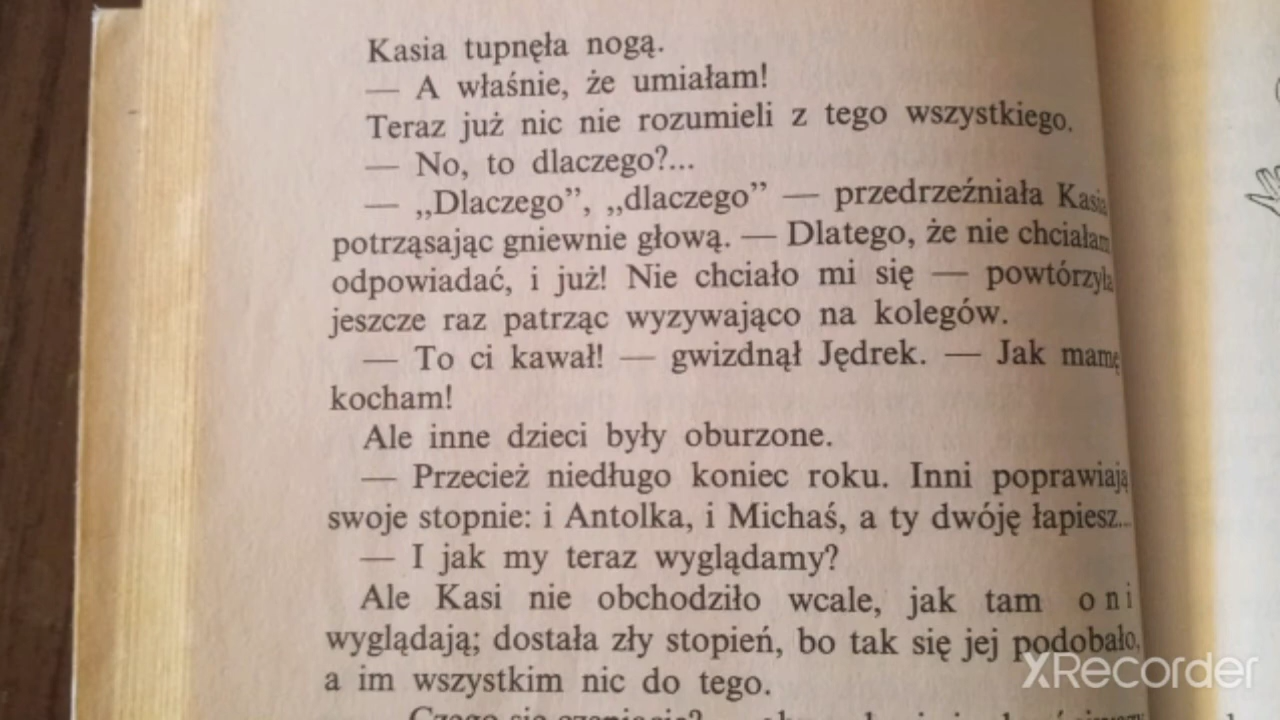 Kasia tupnęła nogą.
— A właśnie, że umiałam!
Teraz już nic nie rozumieli z tego wszystkiego.
— No, to dlaczego?...
— „Dlaczego”, „dlaczego” — przedrzeźniała Kasia
potrząsając gniewnie głową. — Dlatego, że nie chciałam
odpowiadać, i już! Nie chciało mi się — powtórzyła
jeszcze raz patrząc wyzywająco na kolegów.
— To ci kawał! — gwizdnął Jędrek. — Jak mamę
kocham!
Ale inne dzieci były oburzone.
— Przecież niedługo koniec roku. Inni poprawiają
swoje stopnie: i Antolka, i Michaś, a ty dwóję łapiesz...
— I jak my teraz wyglądamy?
Ale Kasi nie obchodziło wcale, jak tam oni
wyglądają; dostała zły stopień, bo tak się jej podobało,
a im wszystkim nic do tego.
XRecorder